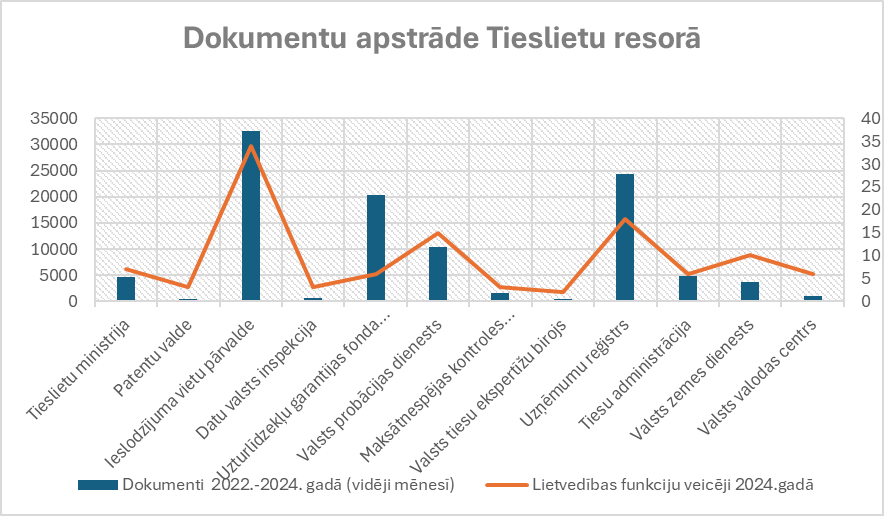 Dokumentu apstrāde Tieslietu resorā
35000
30000
25000
20000
15000
10000
5000
0
40
35
30
25
20
15
10
5
0
Tieslietu ministrija
Patentu valde
Ieslodzījuma vietu pārvalde
Datu valsts inspekcija
Uzturlīdzekļu garantijas fonda...
Valsts probācijas dienests
Maksātnespējas kontroles...
Valsts tiesu ekspertīžu birojs
Uzņēmumu reģistrs
Tiesu administrācija
Valsts zemes dienests
Valsts valodas centrs
Dokumenti 2022.-2024. gadā (vidēji mēnesī)
Lietvedības funkciju veicēji 2024.gadā